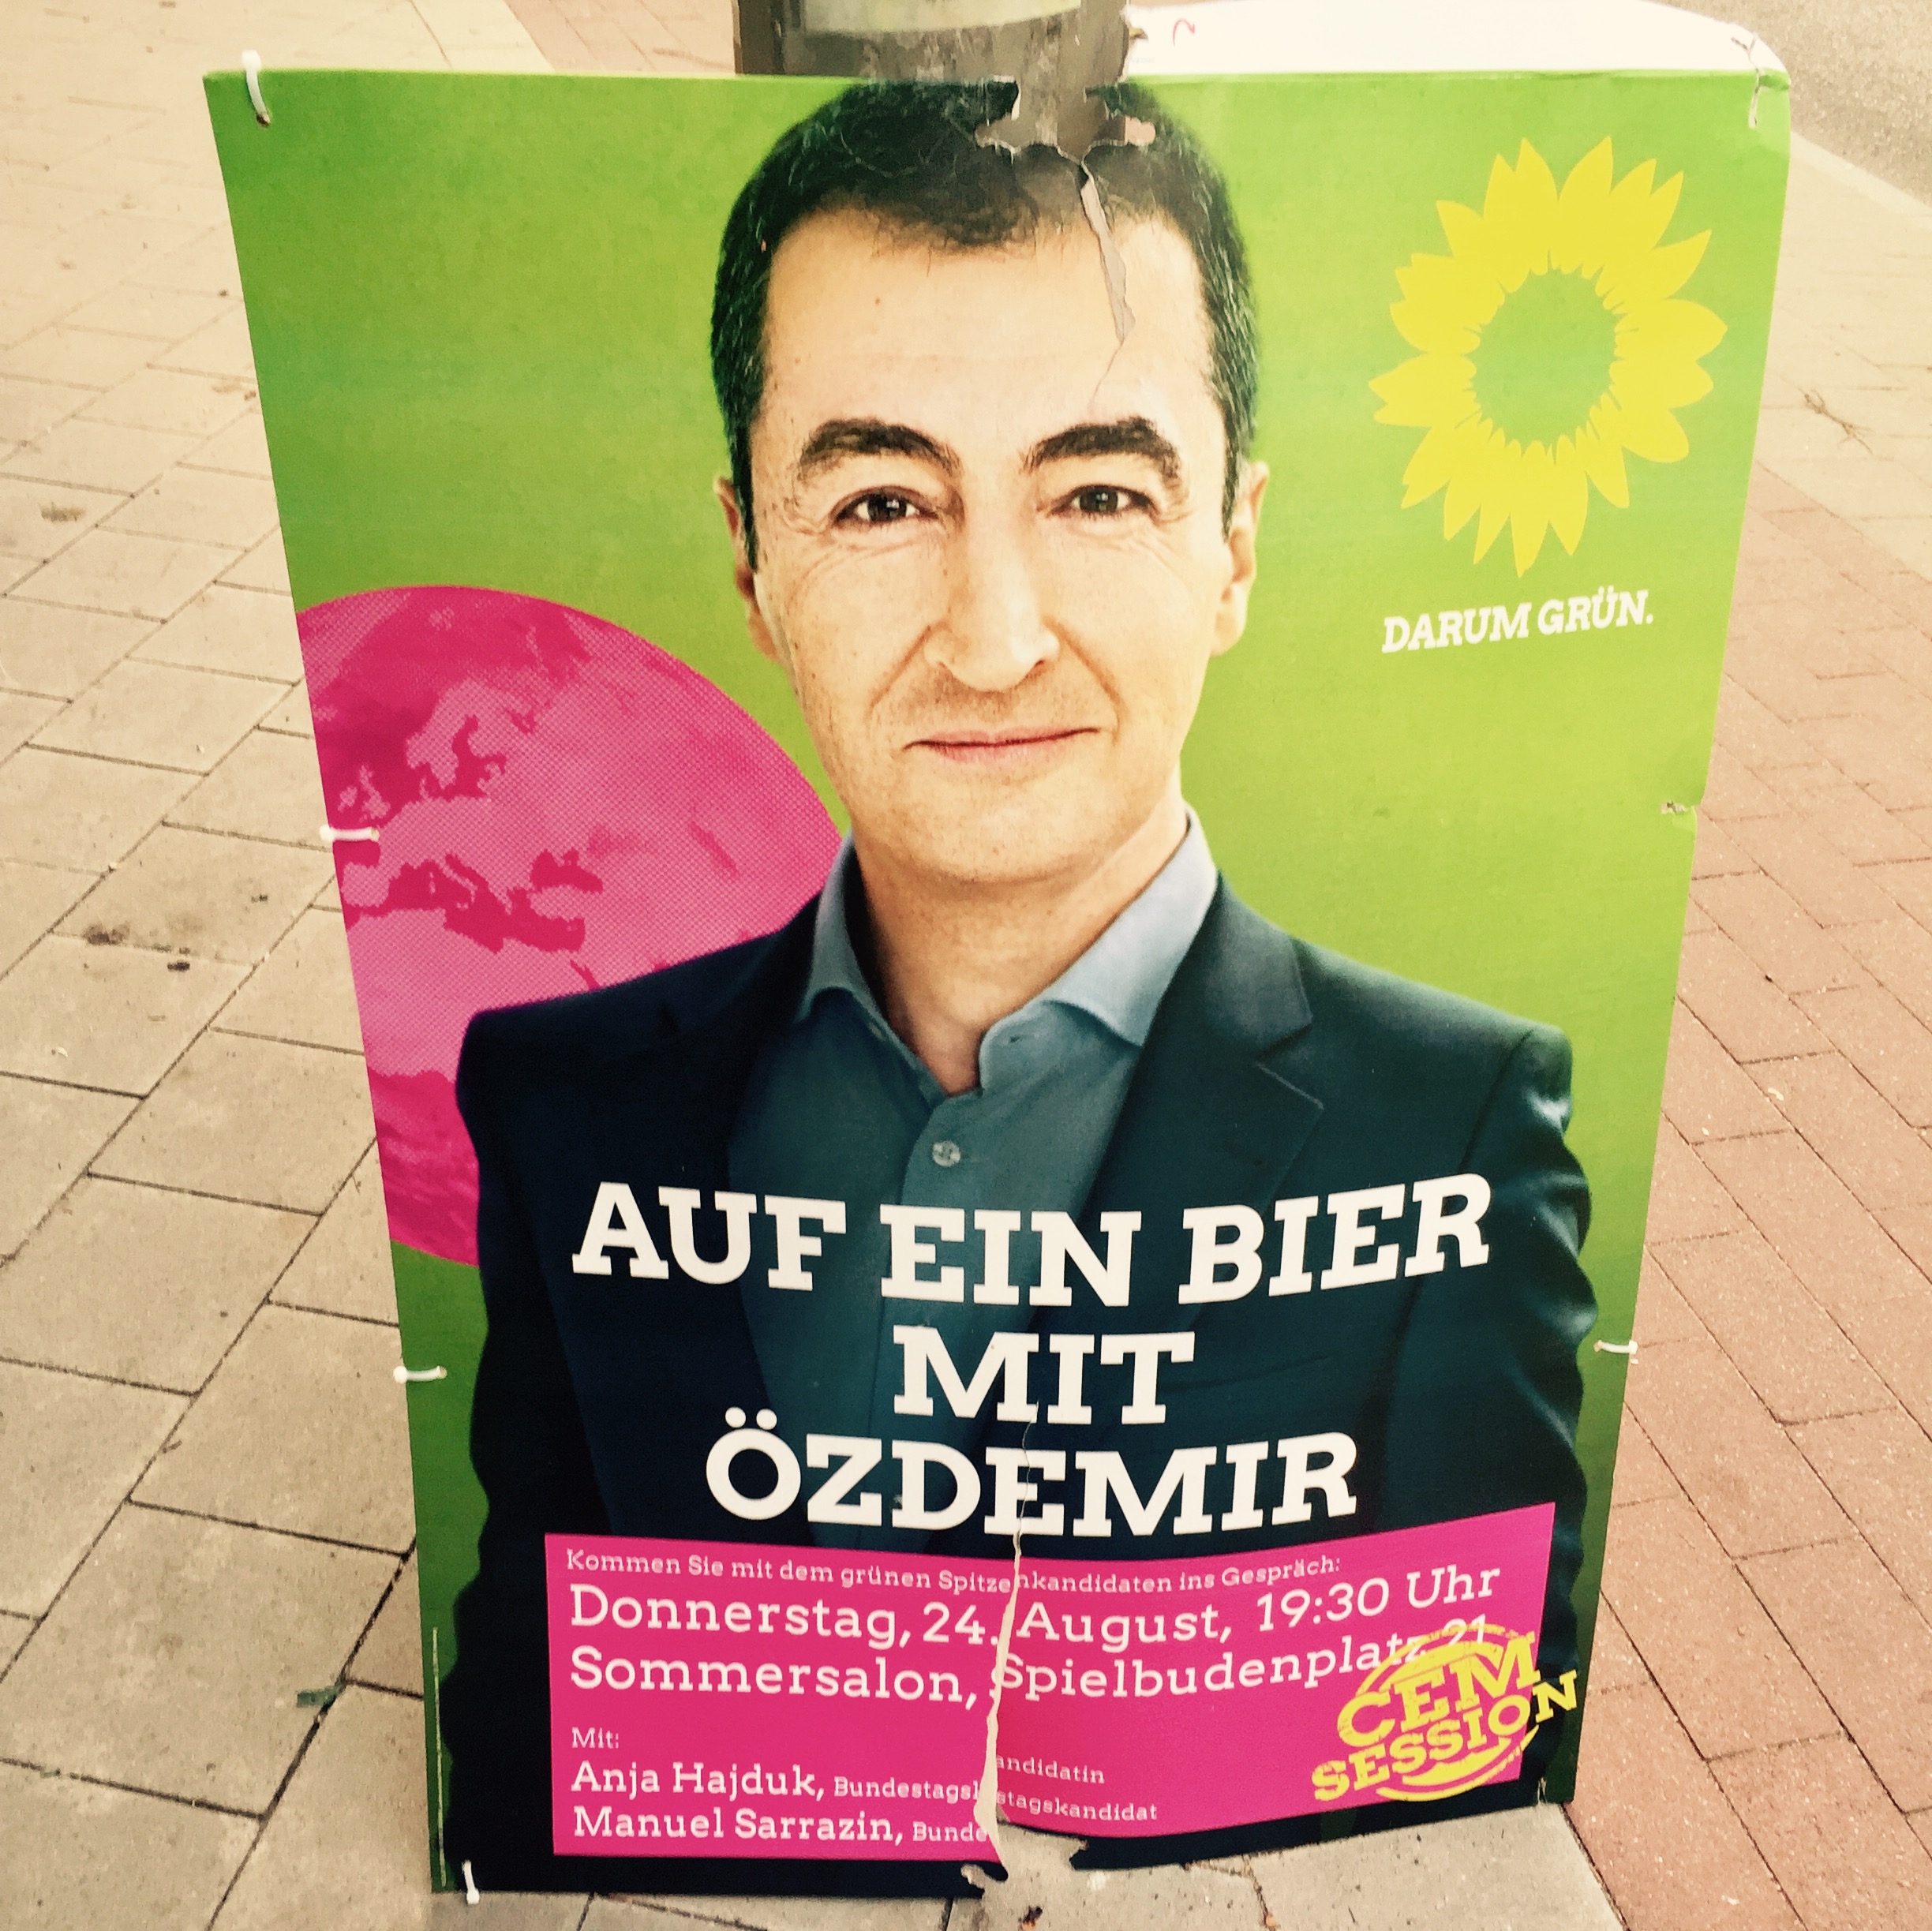 DARUM GRÜN.
AUF EIN BIER
MIT
ÖZDEMIR
Kommen Sie mit dem grünen Spitzenkandidaten ins Gespräch:
Donnerstag, 24. August, 19:30 Uhr
Sommersalon, Spielbudenplatz 21
CEM
SESSION
Mit:
Anja Hajduk, Bundestagskandidatin
Manuel Sarrazin, Bundestagskandidat